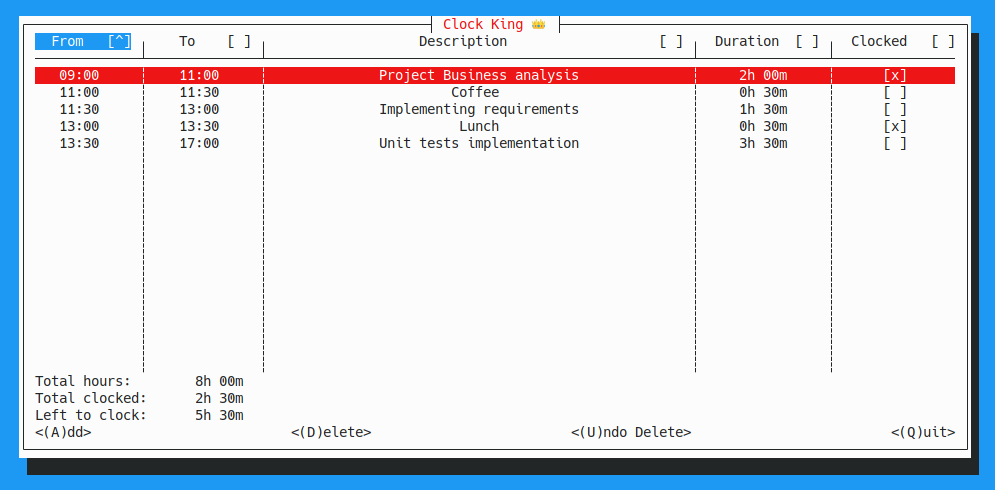 Clock King 👑
From [^] To [ ] Description [ ] Duration [ ] Clocked [ ]
09:00 11:00 Project Business analysis 2h 00m [x]
11:00 11:30 Coffee 0h 30m [ ]
11:30 13:00 Implementing requirements 1h 30m [ ]
13:00 13:30 Lunch 0h 30m [x]
13:30 17:00 Unit tests implementation 3h 30m [ ]
Total hours: 8h 00m
Total clocked: 2h 30m
Left to clock: 5h 30m
<(A)dd> <(D)elete> <(U)ndo Delete> <(Q)uit>